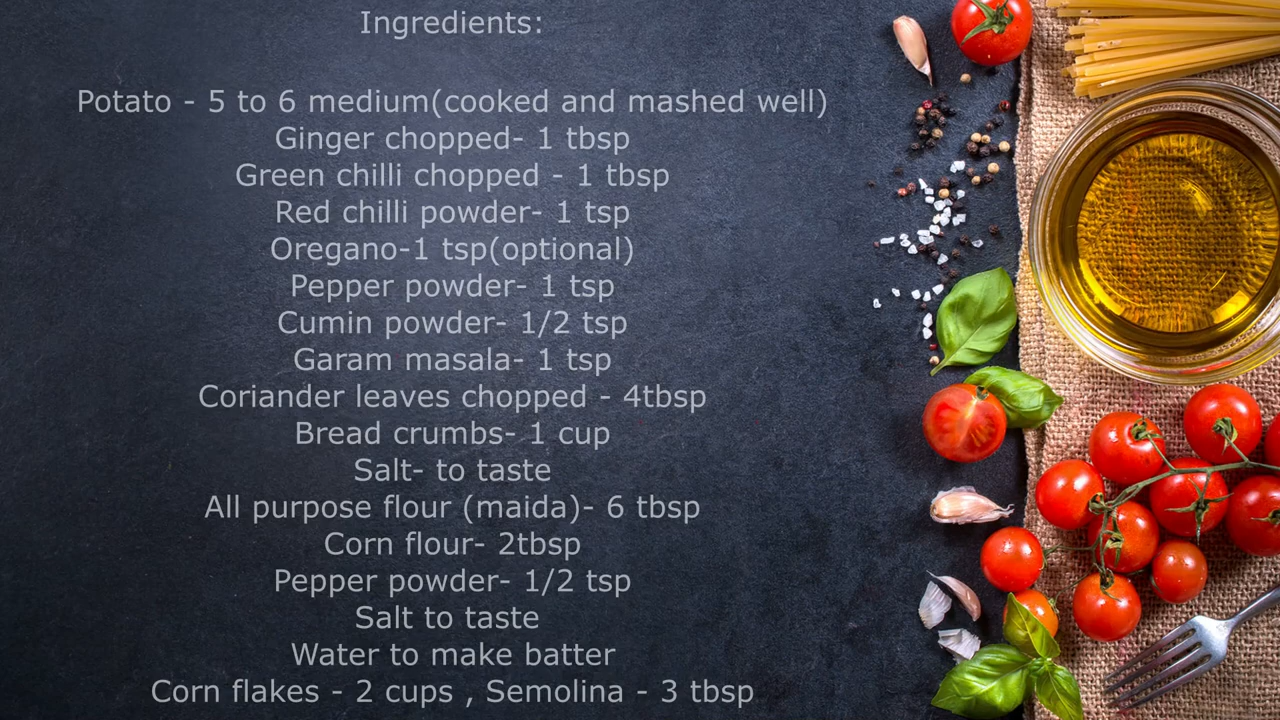 Ingredients:
Potato - 5 to 6 medium(cooked and mashed well)
Ginger chopped- 1 tbsp
Green chilli chopped - 1 tbsp
Red chilli powder- 1 tsp
Oregano-1 tsp(optional)
Pepper powder- 1 tsp
Cumin powder- 1/2 tsp
Garam masala- 1 tsp
Coriander leaves chopped - 4tbsp
Bread crumbs- 1 cup
Salt- to taste
All purpose flour (maida)- 6 tbsp
Corn flour- 2tbsp
Pepper powder- 1/2 tsp
Salt to taste
Water to make batter
Corn flakes - 2 cups , Semolina - 3 tbsp